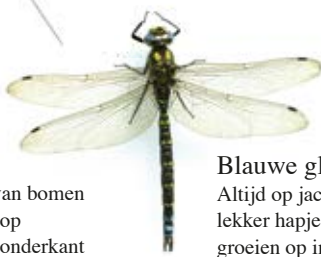 van bomen
op
onderkant
Blauwe gl
Altijd op jac
lekker hapje
groeien op in